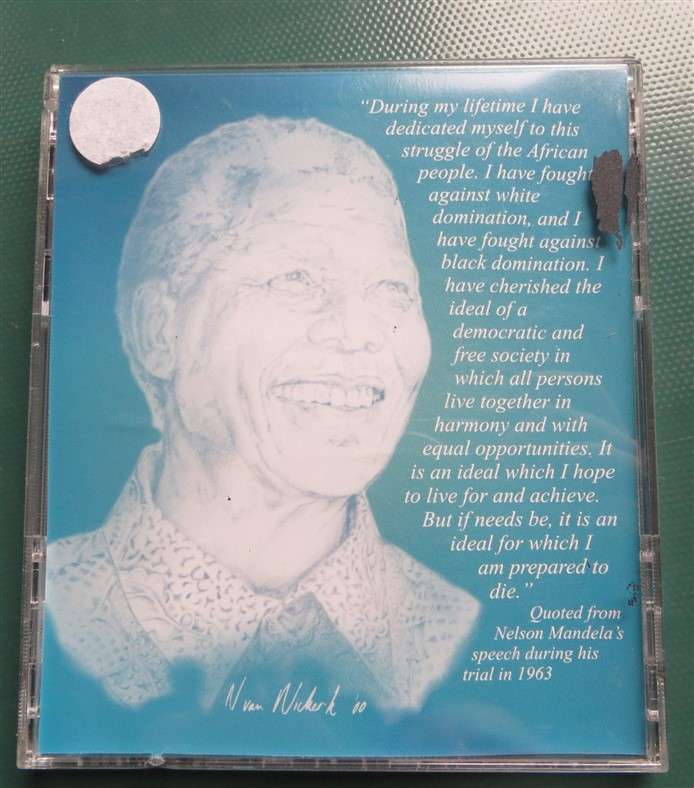 “During my lifetime I have
dedicated myself to this
struggle of the African
people. I have fought
against white
domination, and I
have fought against
black domination. I
have cherished the
ideal of a
democratic and
free society in
which all persons
live together in
harmony and with
equal opportunities. It
is an ideal which I hope
to live for and achieve.
But if needs be, it is an
ideal for which I
am prepared to
die.”
Quoted from
Nelson Mandela's
speech during his
trial in 1963
N van Niekerk '00